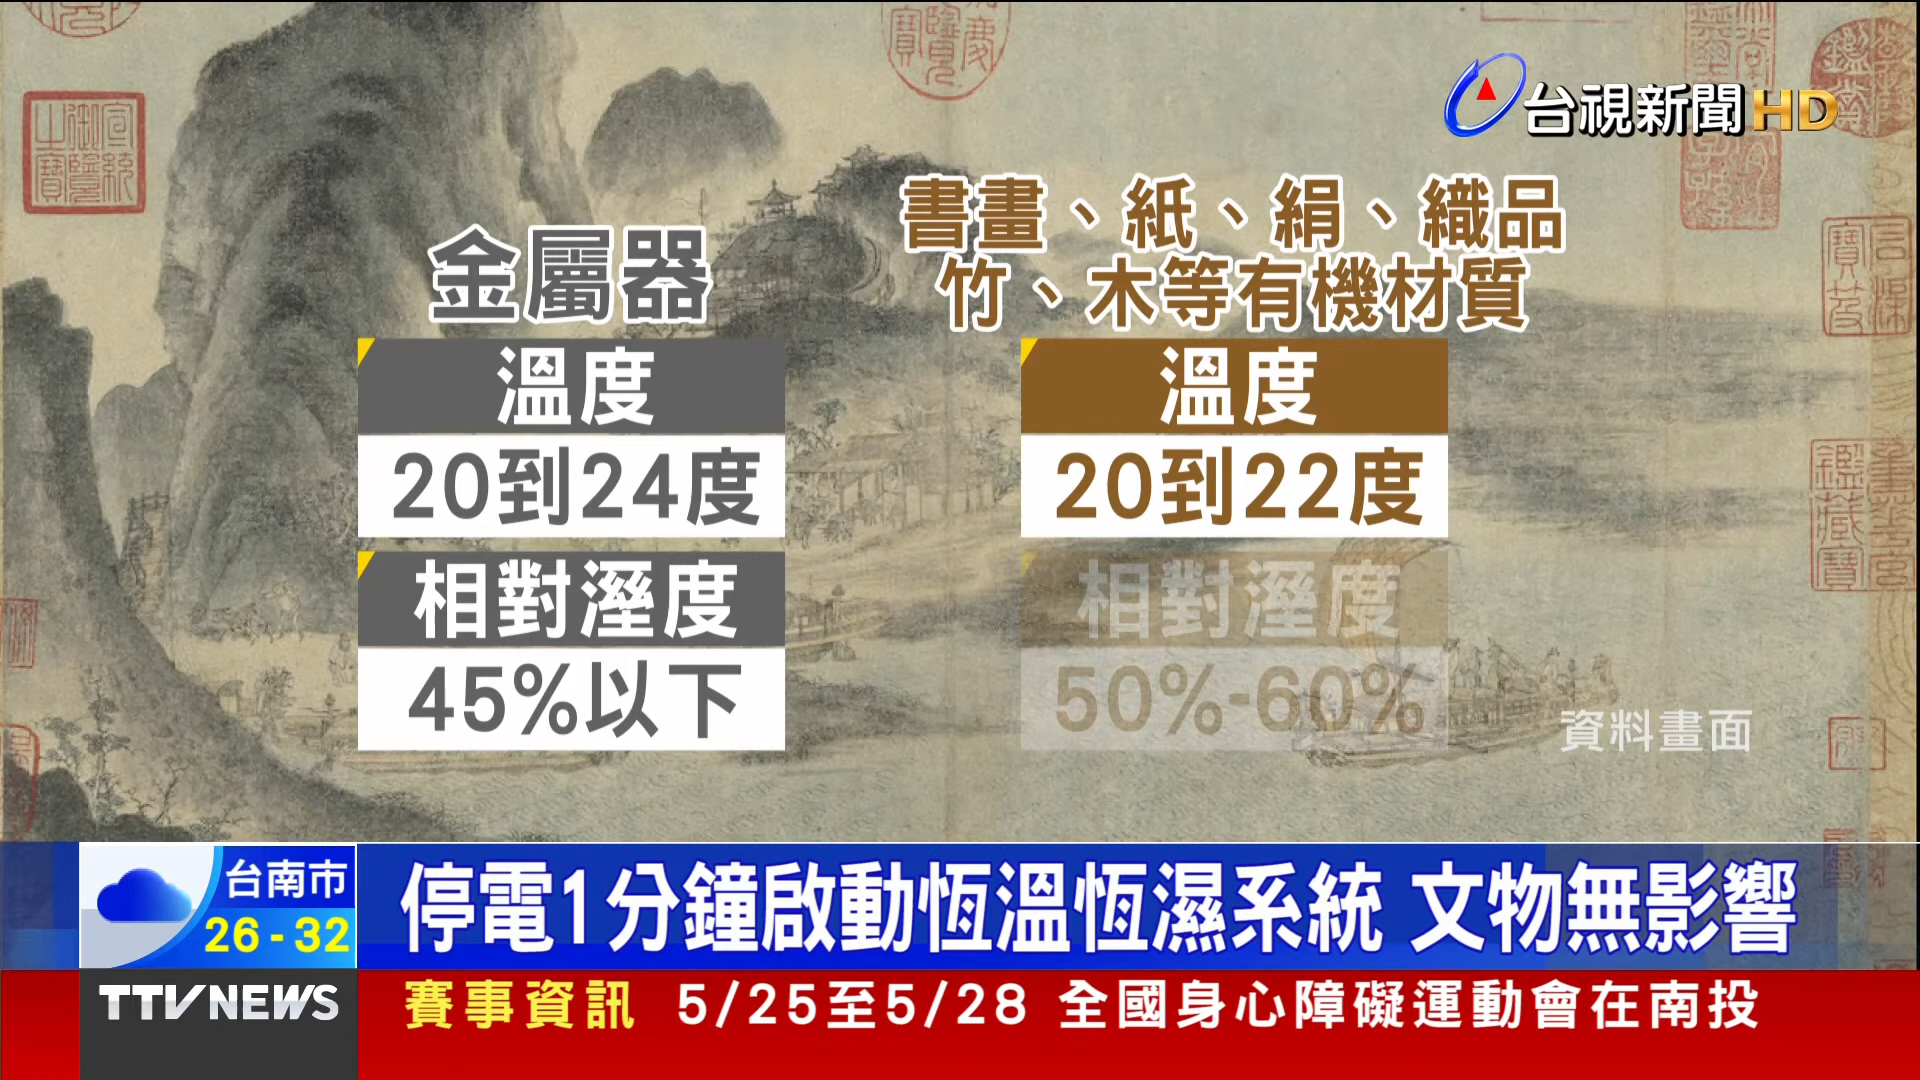 台視新聞HD
金屬器
溫度
20到24度
相對溼度
45%以下
書畫、紙、絹、織品
竹、木等有機材質
溫度
20到22度
相對溼度
50%-60%
資料畫面
台南市
26-32
停電1分鐘啟動恆溫恆濕系統 文物無影響
TTV NEWS
賽事資訊 5/25至5/28 全國身心障礙運動會在南投